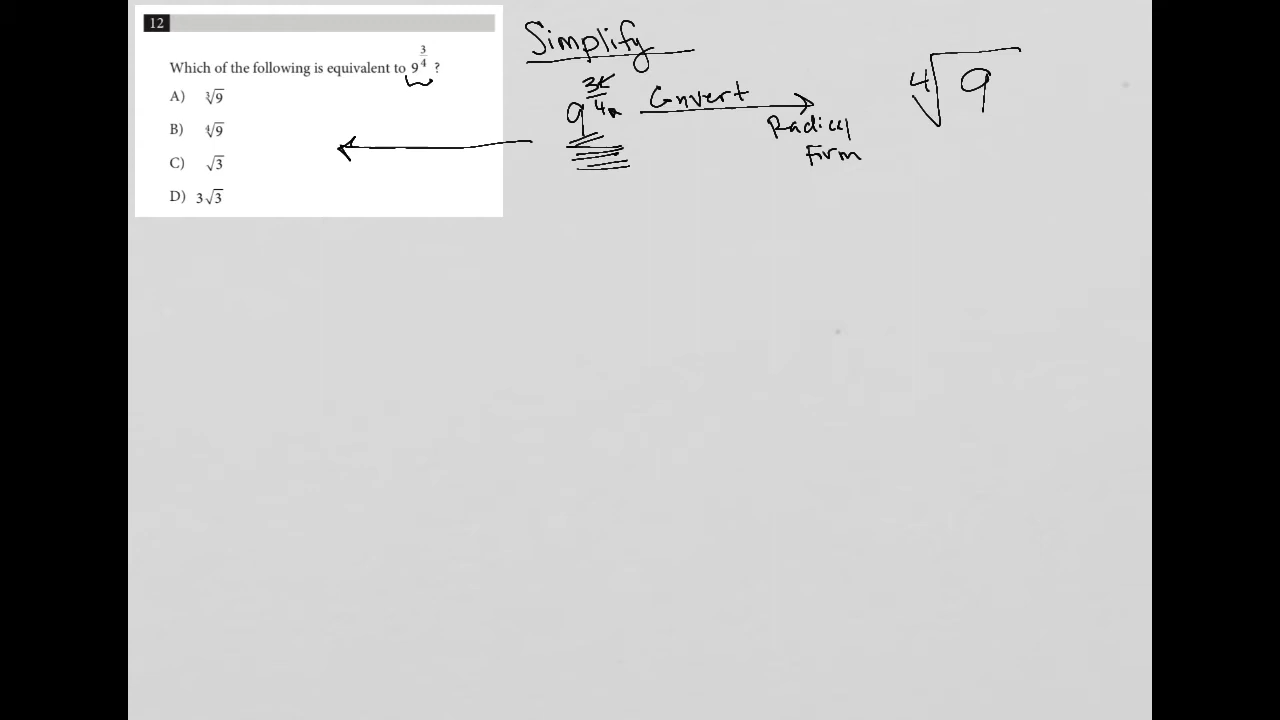 12
Which of the following is equivalent to 9^{3/4} ?
A) ∛9
B) ∜9
C) √3
D) 3√3
Simplify
9^{3/4} Convert
Radical
Form
∜9